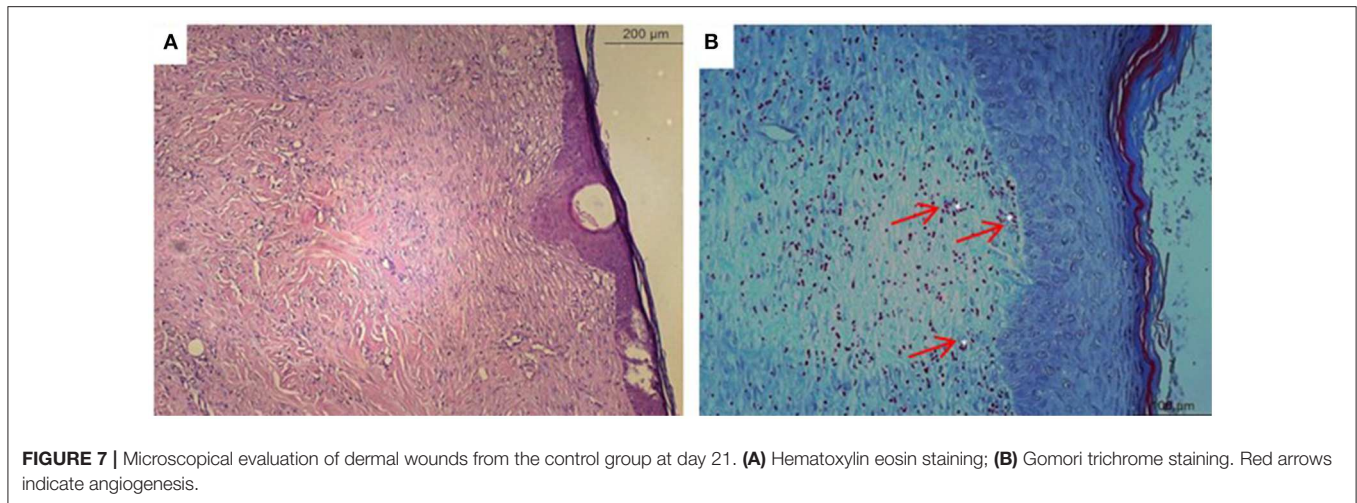 A
200 µm
B
µm
FIGURE 7 | Microscopical evaluation of dermal wounds from the control group at day 21. (A) Hematoxylin eosin staining; (B) Gomori trichrome staining. Red arrows
indicate angiogenesis.